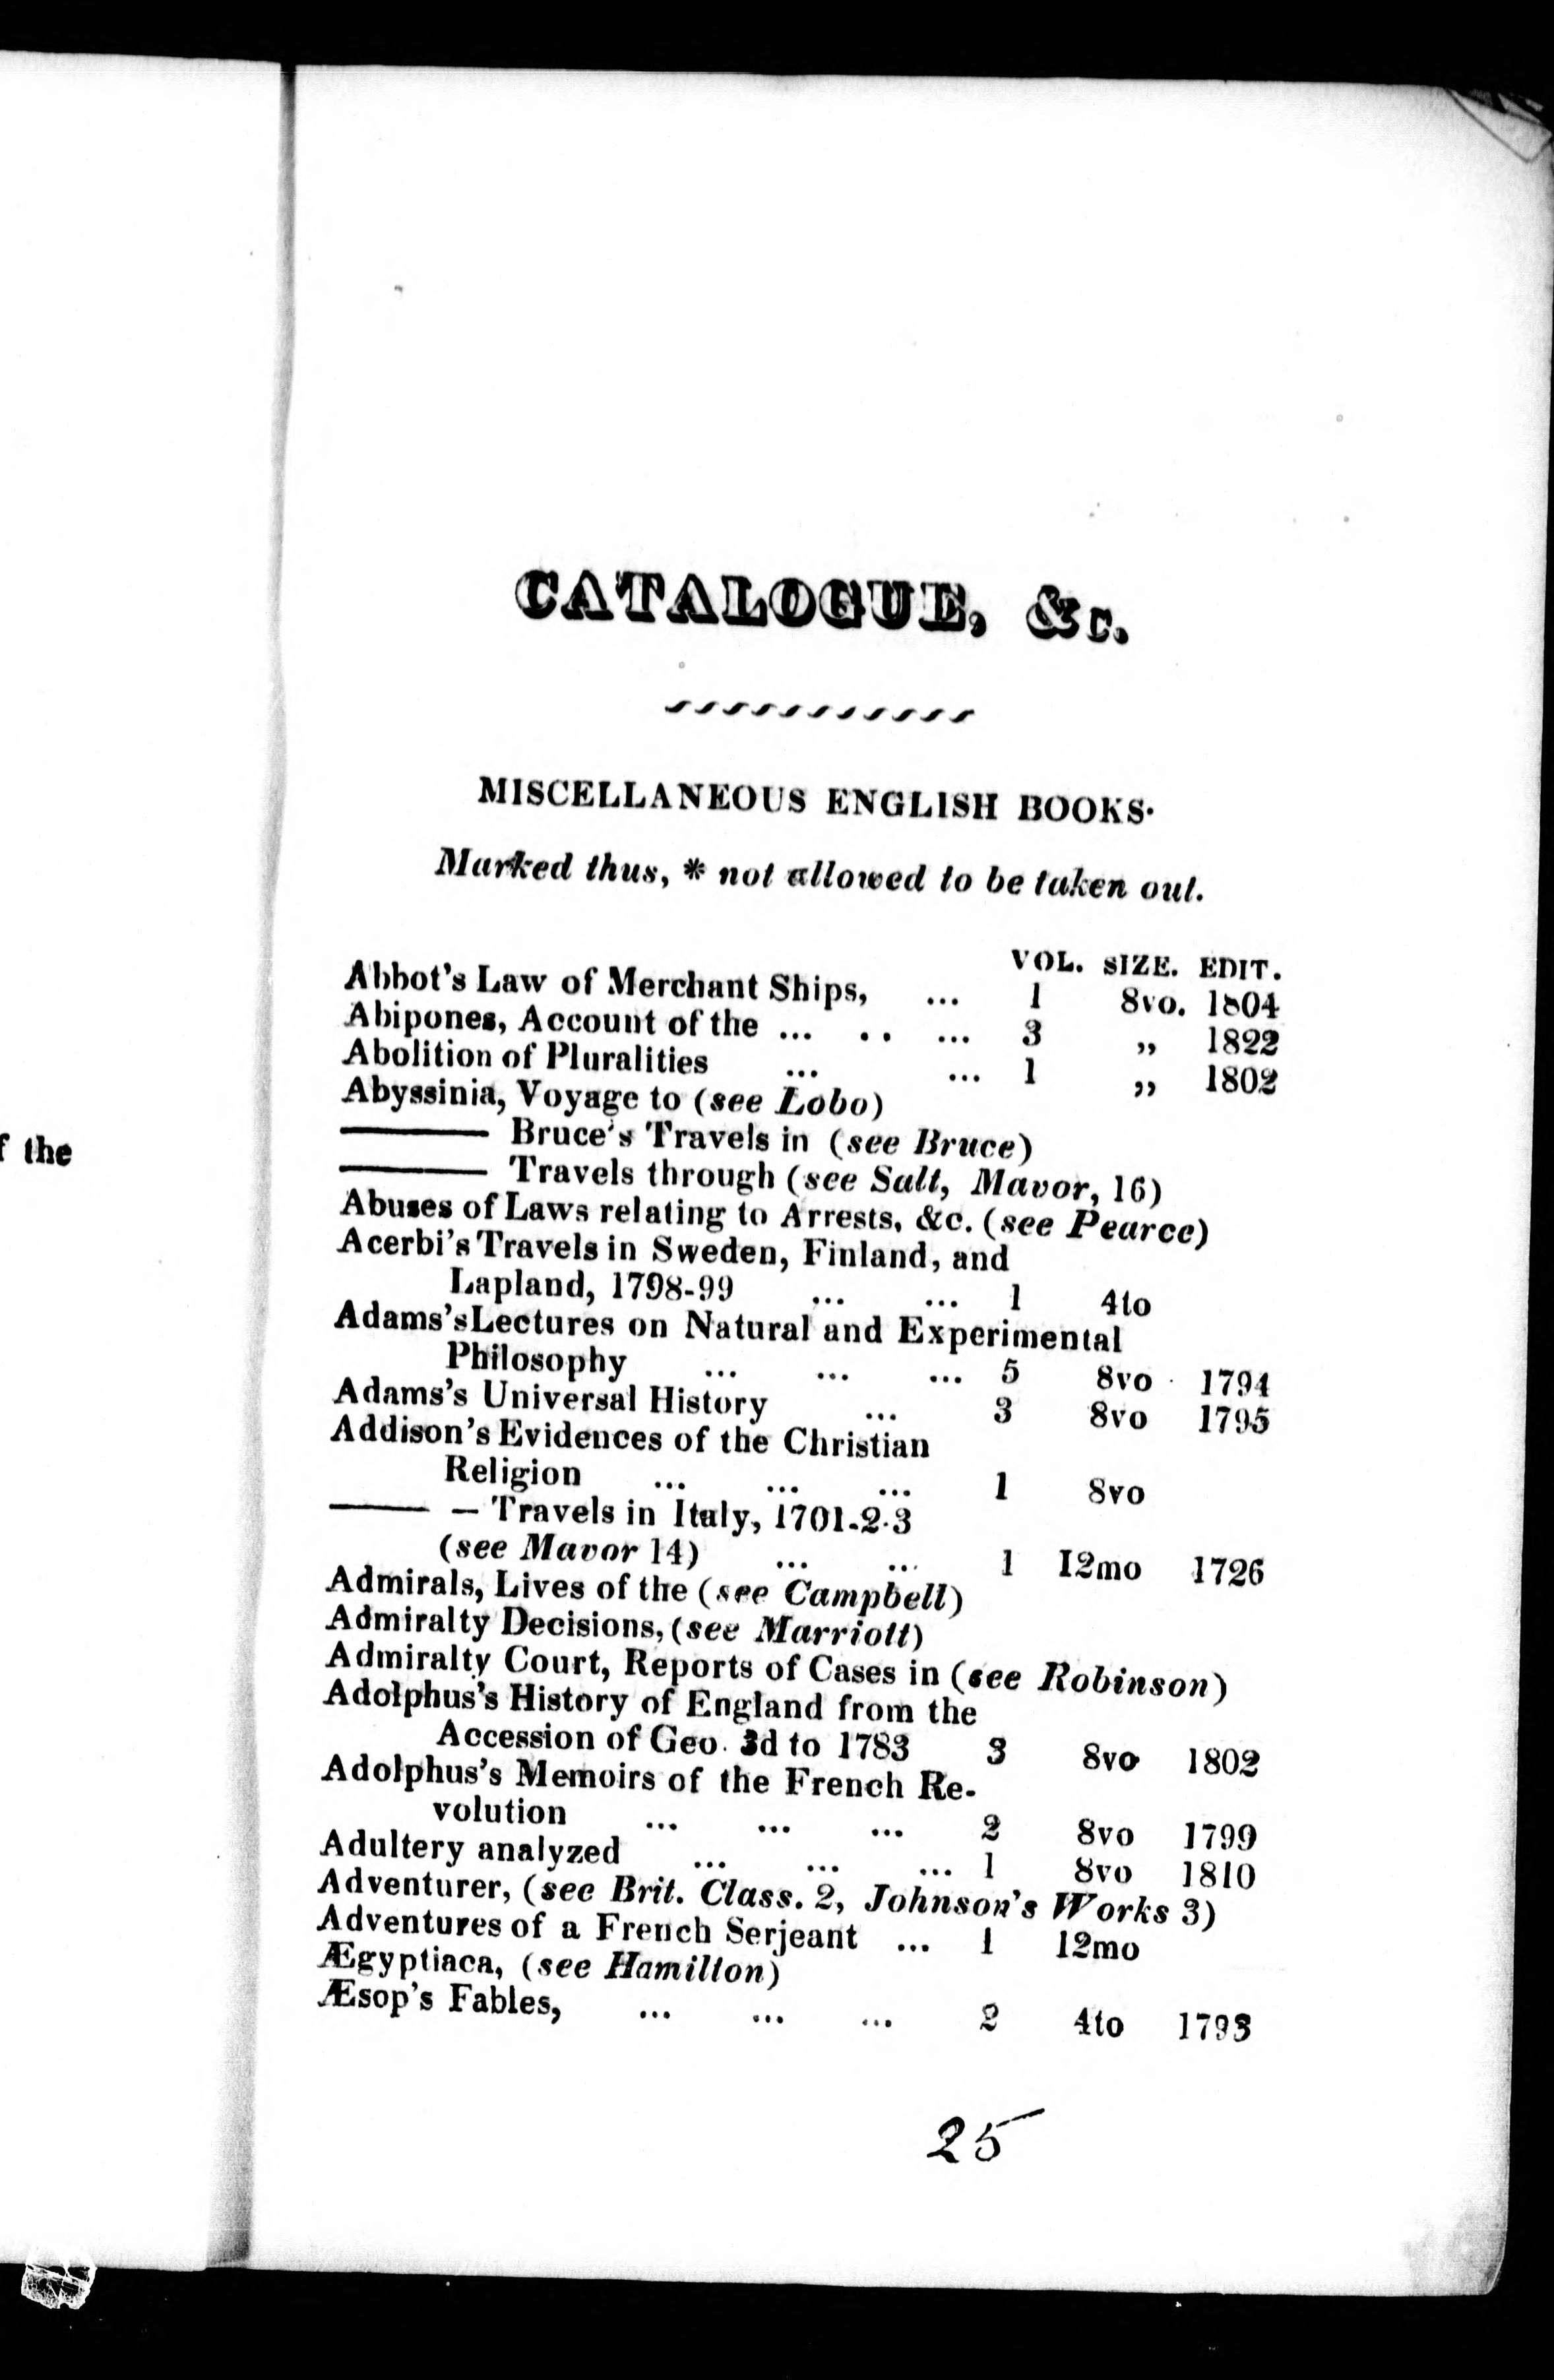 f the
CATALOGUE, &c.
MISCELLANEOUS ENGLISH BOOKS.
Marked thus, * not allowed to be taken out.
VOL. SIZE. EDIT.
Abbot's Law of Merchant Ships, ... 1 8vo. 1804
Abipones, Account of the ... .. ... 3 „ 1822
Abolition of Pluralities ... ... 1 „ 1802
Abyssinia, Voyage to (see Lobo)
——— Bruce's Travels in (see Bruce)
——— Travels through (see Salt, Mavor, 16)
Abuses of Laws relating to Arrests, &c. (see Pearce)
Acerbi's Travels in Sweden, Finland, and
Lapland, 1798-99 ... ... 1 4to
Adams's Lectures on Natural and Experimental
Philosophy ... ... ... 5 8vo 1794
Adams's Universal History ... 3 8vo 1795
Addison's Evidences of the Christian
Religion ... ... ... 1 8vo
——— — Travels in Italy, 1701-2-3
(see Mavor 14) ... ... 1 12mo 1726
Admirals, Lives of the (see Campbell)
Admiralty Decisions, (see Marriott)
Admiralty Court, Reports of Cases in (see Robinson)
Adolphus's History of England from the
Accession of Geo. 3d to 1783 3 8vo 1802
Adolphus's Memoirs of the French Re-
volution ... ... ... 2 8vo 1799
Adultery analyzed ... ... ... 1 8vo 1810
Adventurer, (see Brit. Class. 2, Johnson's Works 3)
Adventures of a French Serjeant ... 1 12mo
Ægyptiaca, (see Hamilton)
Æsop's Fables, ... ... ... 2 4to 1793
25